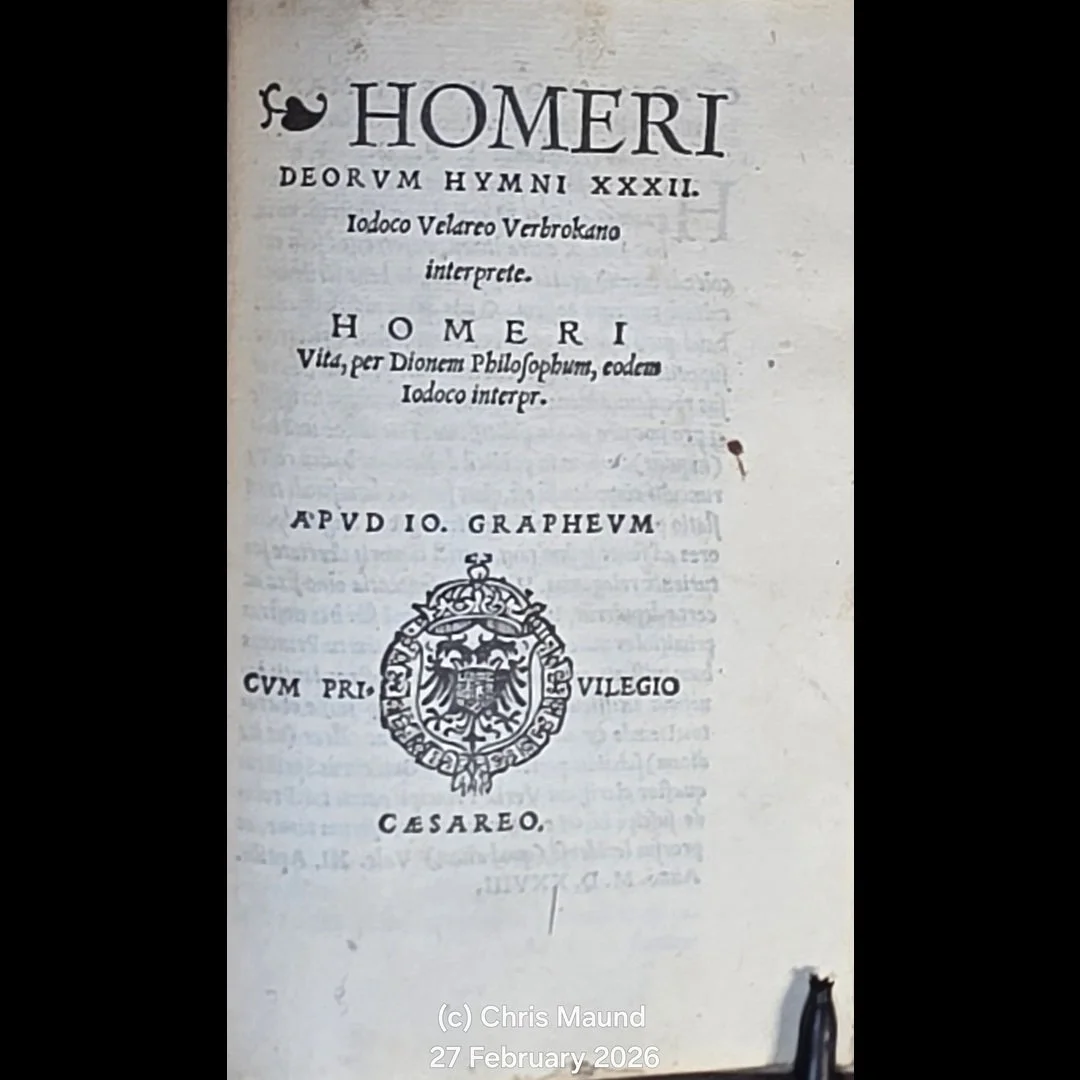 ❧ HOMERI
DEORVM HYMNI XXXII.
Iodoco Velareo Verbrokano
interprete.
HOMERI
Vita, per Dionem Philoſophum, eodem
Iodoco interpr.
APVD IO. GRAPHEVM
CVM PRI. VILEGIO
CÆSAREO.
(c) Chris Maund
27 February 2026